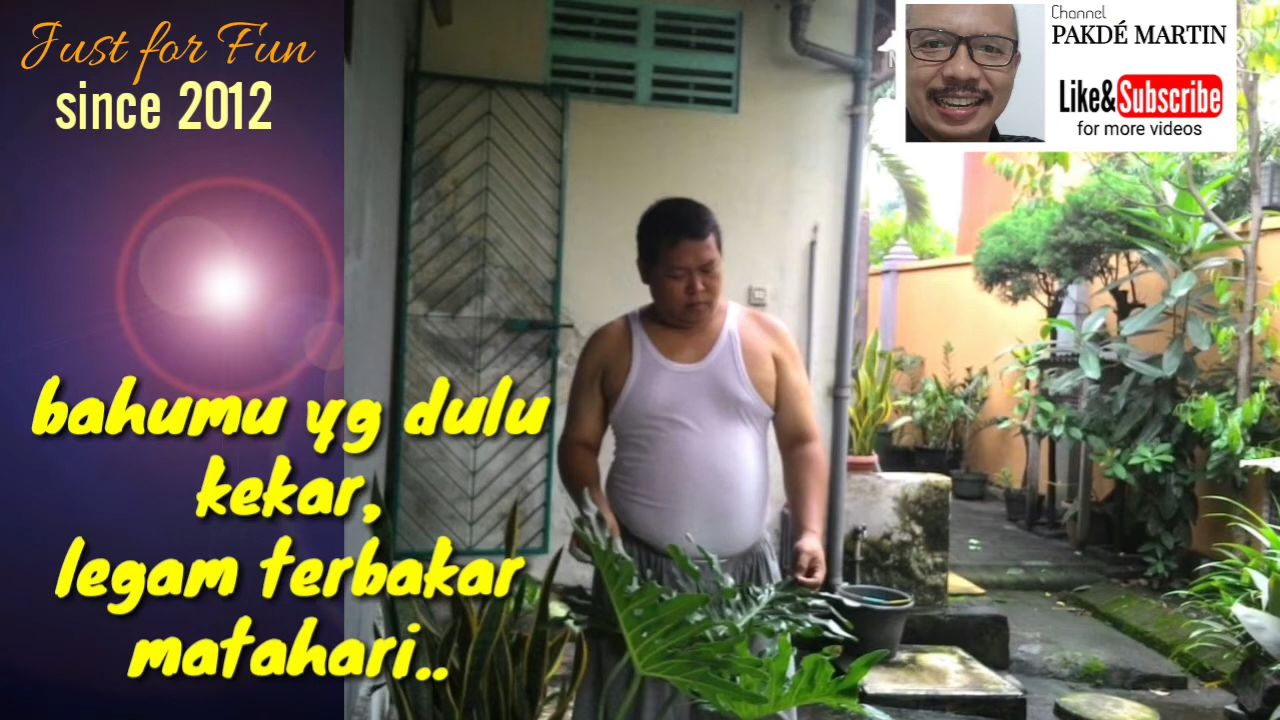 Just for Fun
since 2012
Channel
PAKDÉ MARTIN
Like&Subscribe
for more videos
bahumu yg dulu
kekar,
legam terbakar
matahari..